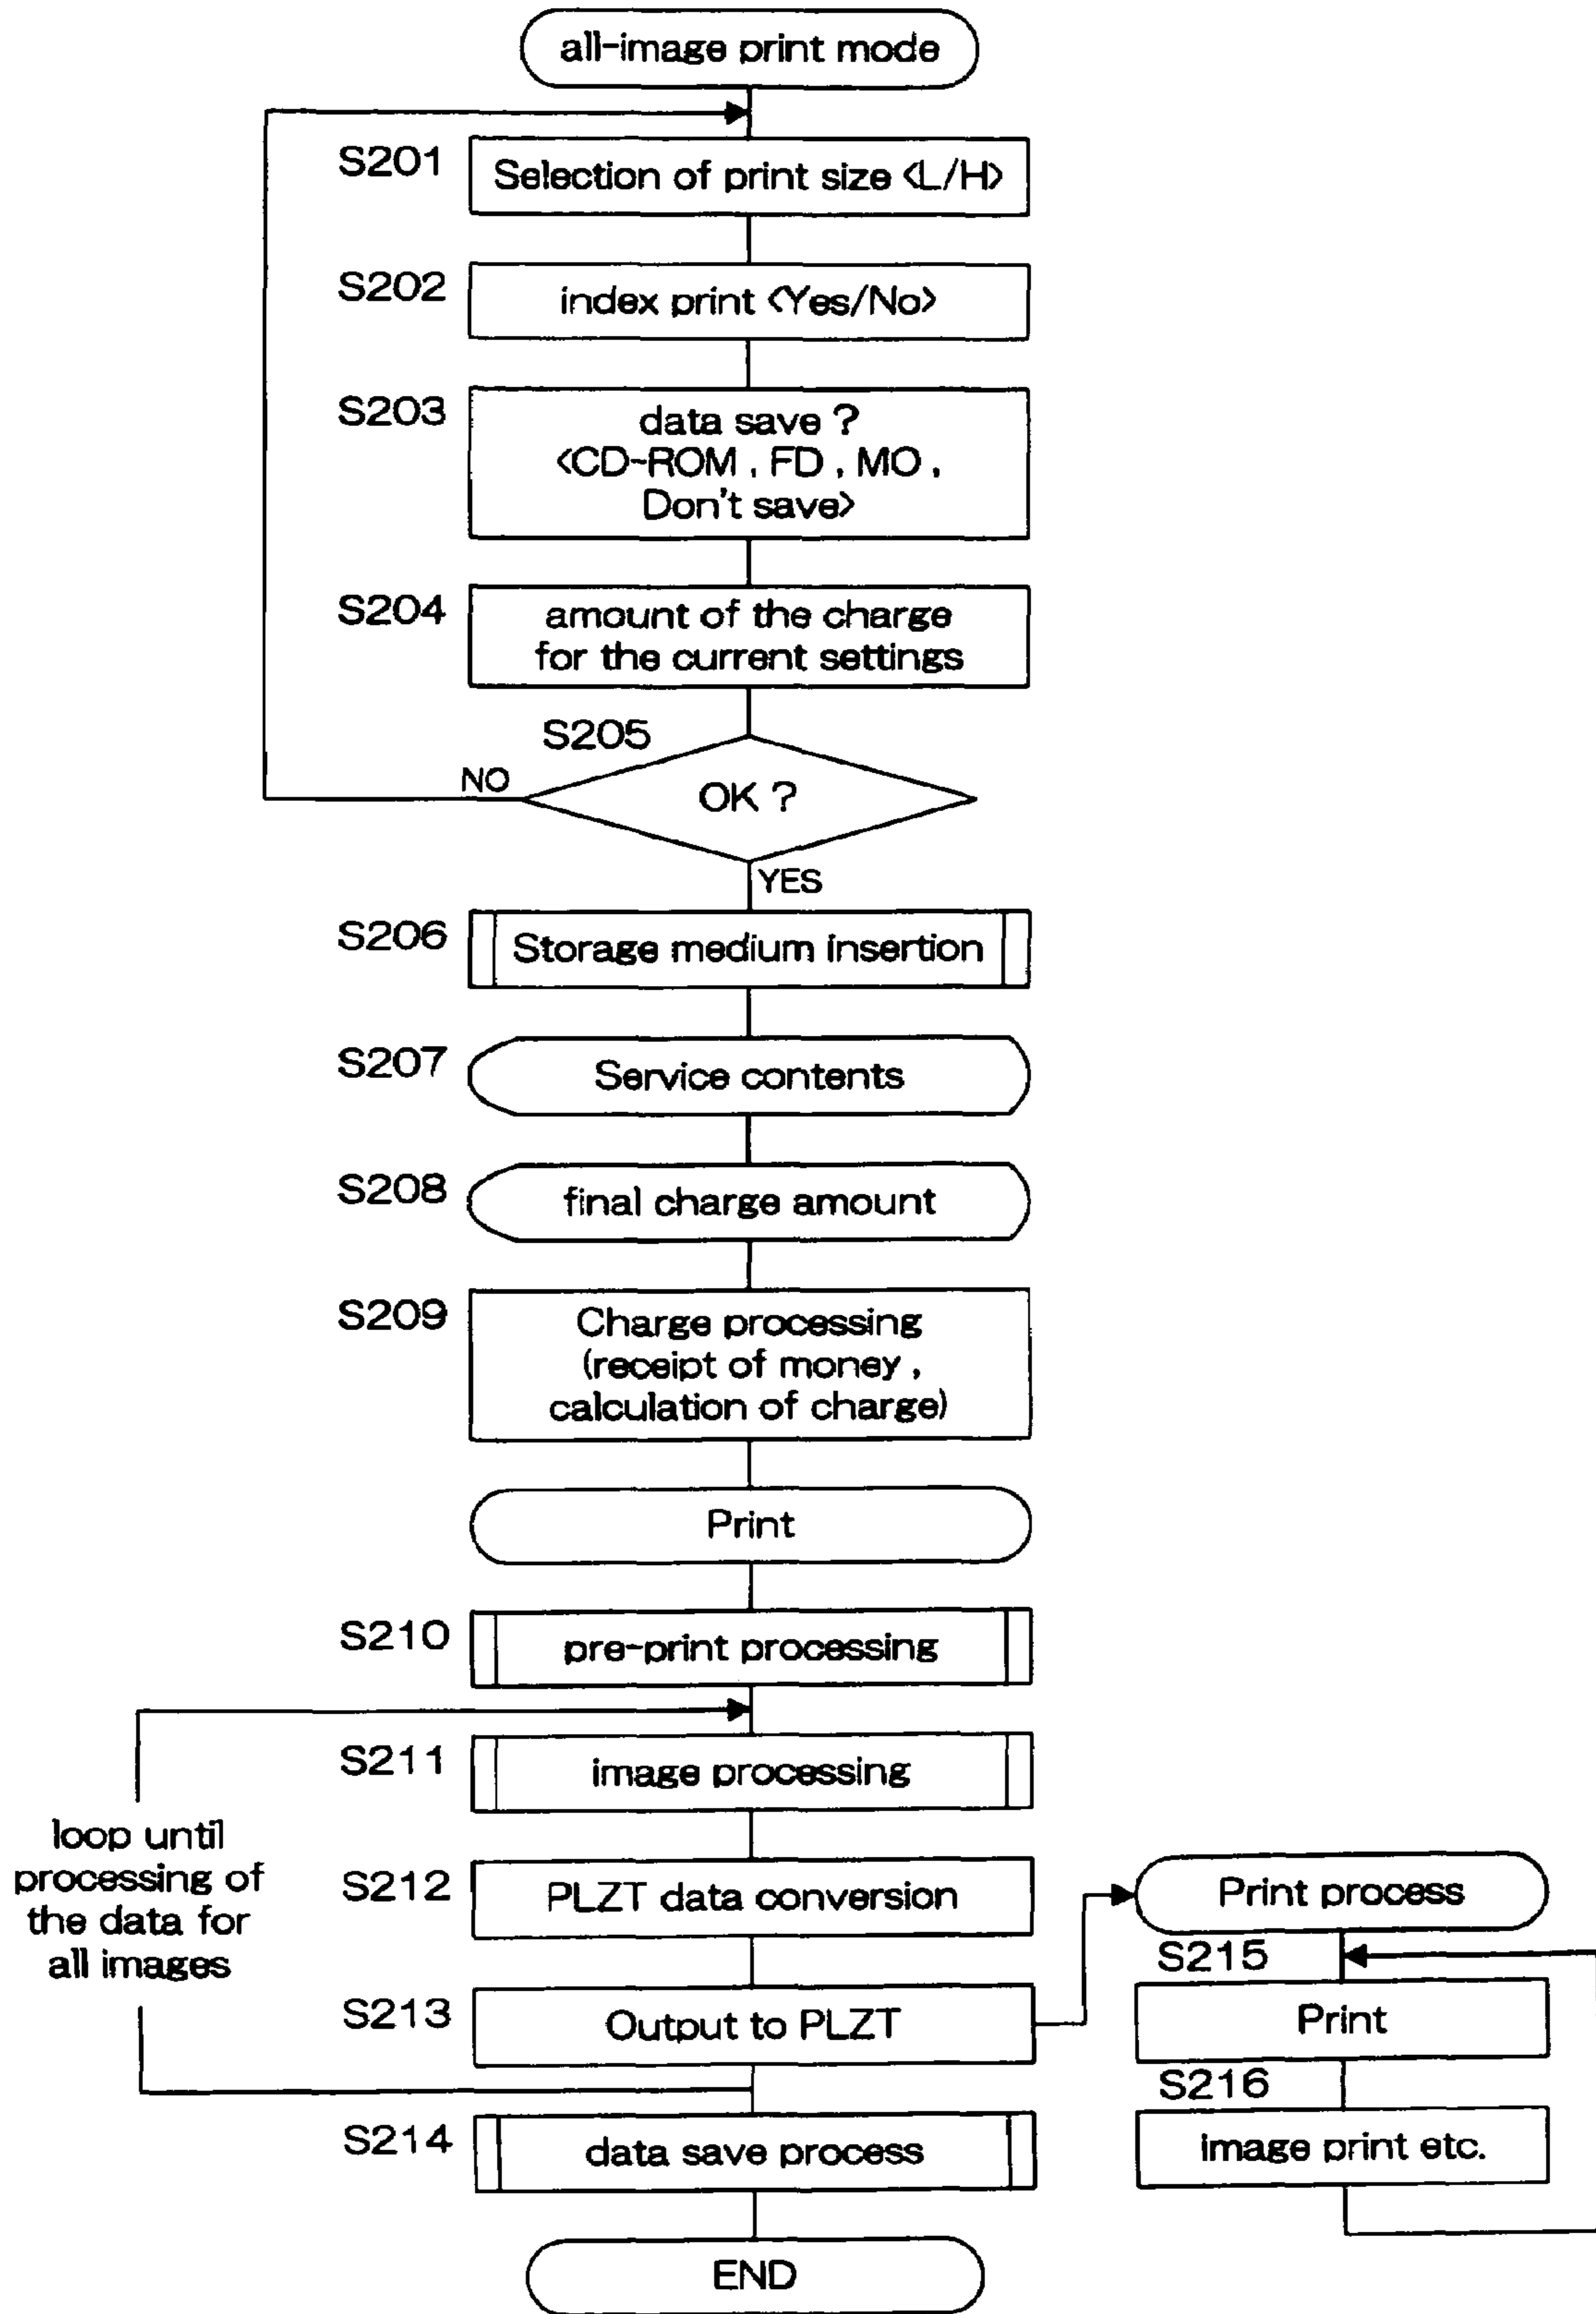 all-image print mode
S201
Selection of print size <L/H>
S202
index print <Yes/No>
S203
data save ?
<CD-ROM , FD , MO ,
Don't save>
S204
amount of the charge
for the current settings
S205
NO
OK ?
YES
S206
Storage medium insertion
S207
Service contents
S208
final charge amount
S209
Charge processing
(receipt of money ,
calculation of charge)
Print
S210
pre-print processing
S211
image processing
loop until
processing of
the data for
all images
S212
PLZT data conversion
S213
Output to PLZT
S214
data save process
END
Print process
S215
Print
S216
image print etc.